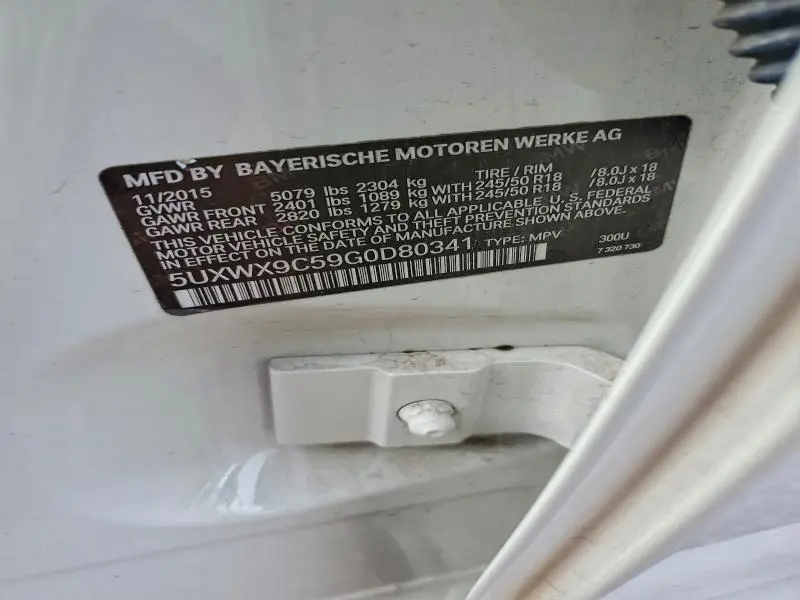 MFD BY BAYERISCHE MOTOREN WERKE AG
11/2015 TIRE / RIM
GVWR 5079 lbs 2304 kg
GAWR FRONT 2401 lbs 1089 kg WITH 245/50 R18 /8.0J x 18
GAWR REAR 2820 lbs 1279 kg WITH 245/50 R18 /8.0J x 18
THIS VEHICLE CONFORMS TO ALL APPLICABLE U.S. FEDERAL
MOTOR VEHICLE SAFETY AND THEFT PREVENTION STANDARDS
IN EFFECT ON THE DATE OF MANUFACTURE SHOWN ABOVE.
5UXWX9C59G0D80341 TYPE: MPV 300U
7 320 730